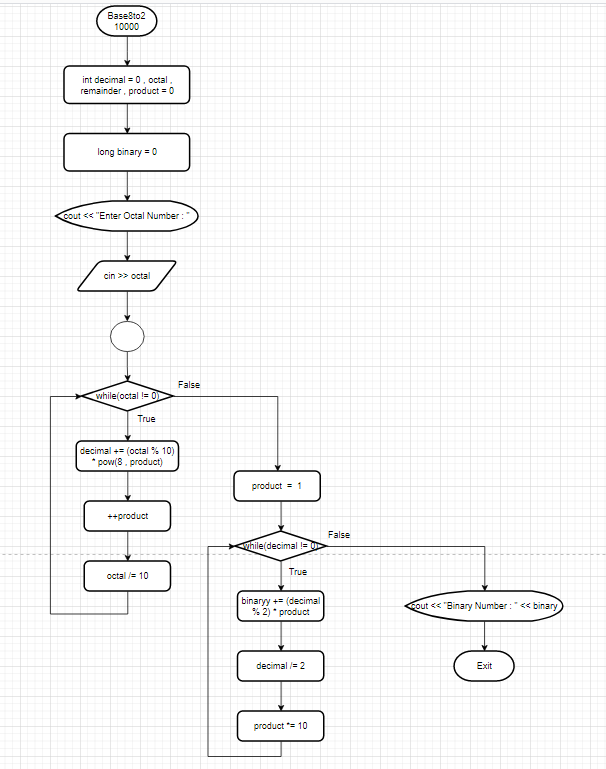 Base8to2
10000
int decimal = 0 , octal ,
remainder , product = 0
long binary = 0
cout << "Enter Octal Number : "
cin >> octal
while(octal != 0)
False
True
decimal += (octal % 10)
* pow(8 , product)
++product
octal /= 10
product = 1
while(decimal != 0)
False
True
binaryy += (decimal
% 2) * product
decimal /= 2
product *= 10
cout << "Binary Number : " << binary
Exit